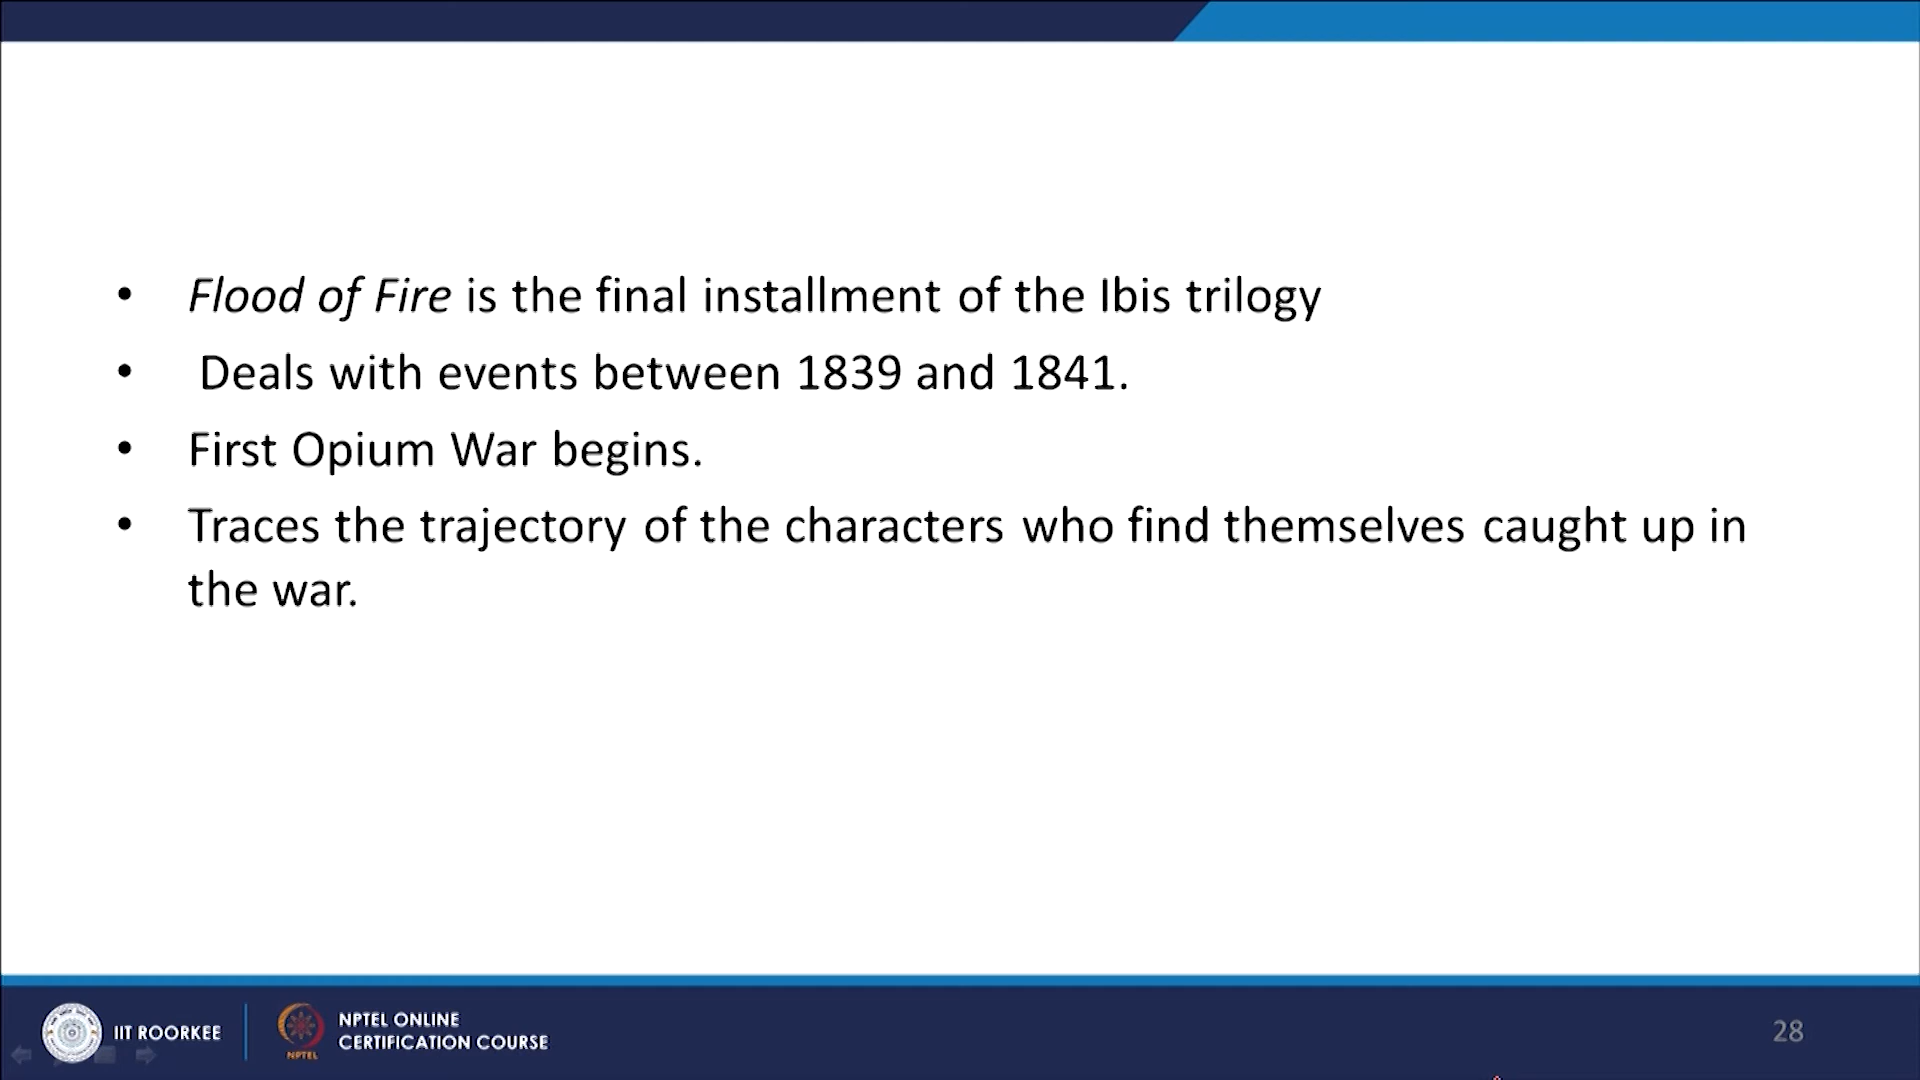 • Flood of Fire is the final installment of the Ibis trilogy
• Deals with events between 1839 and 1841.
• First Opium War begins.
• Traces the trajectory of the characters who find themselves caught up in
the war.
IIT ROORKEE
NPTEL
NPTEL ONLINE
CERTIFICATION COURSE
28